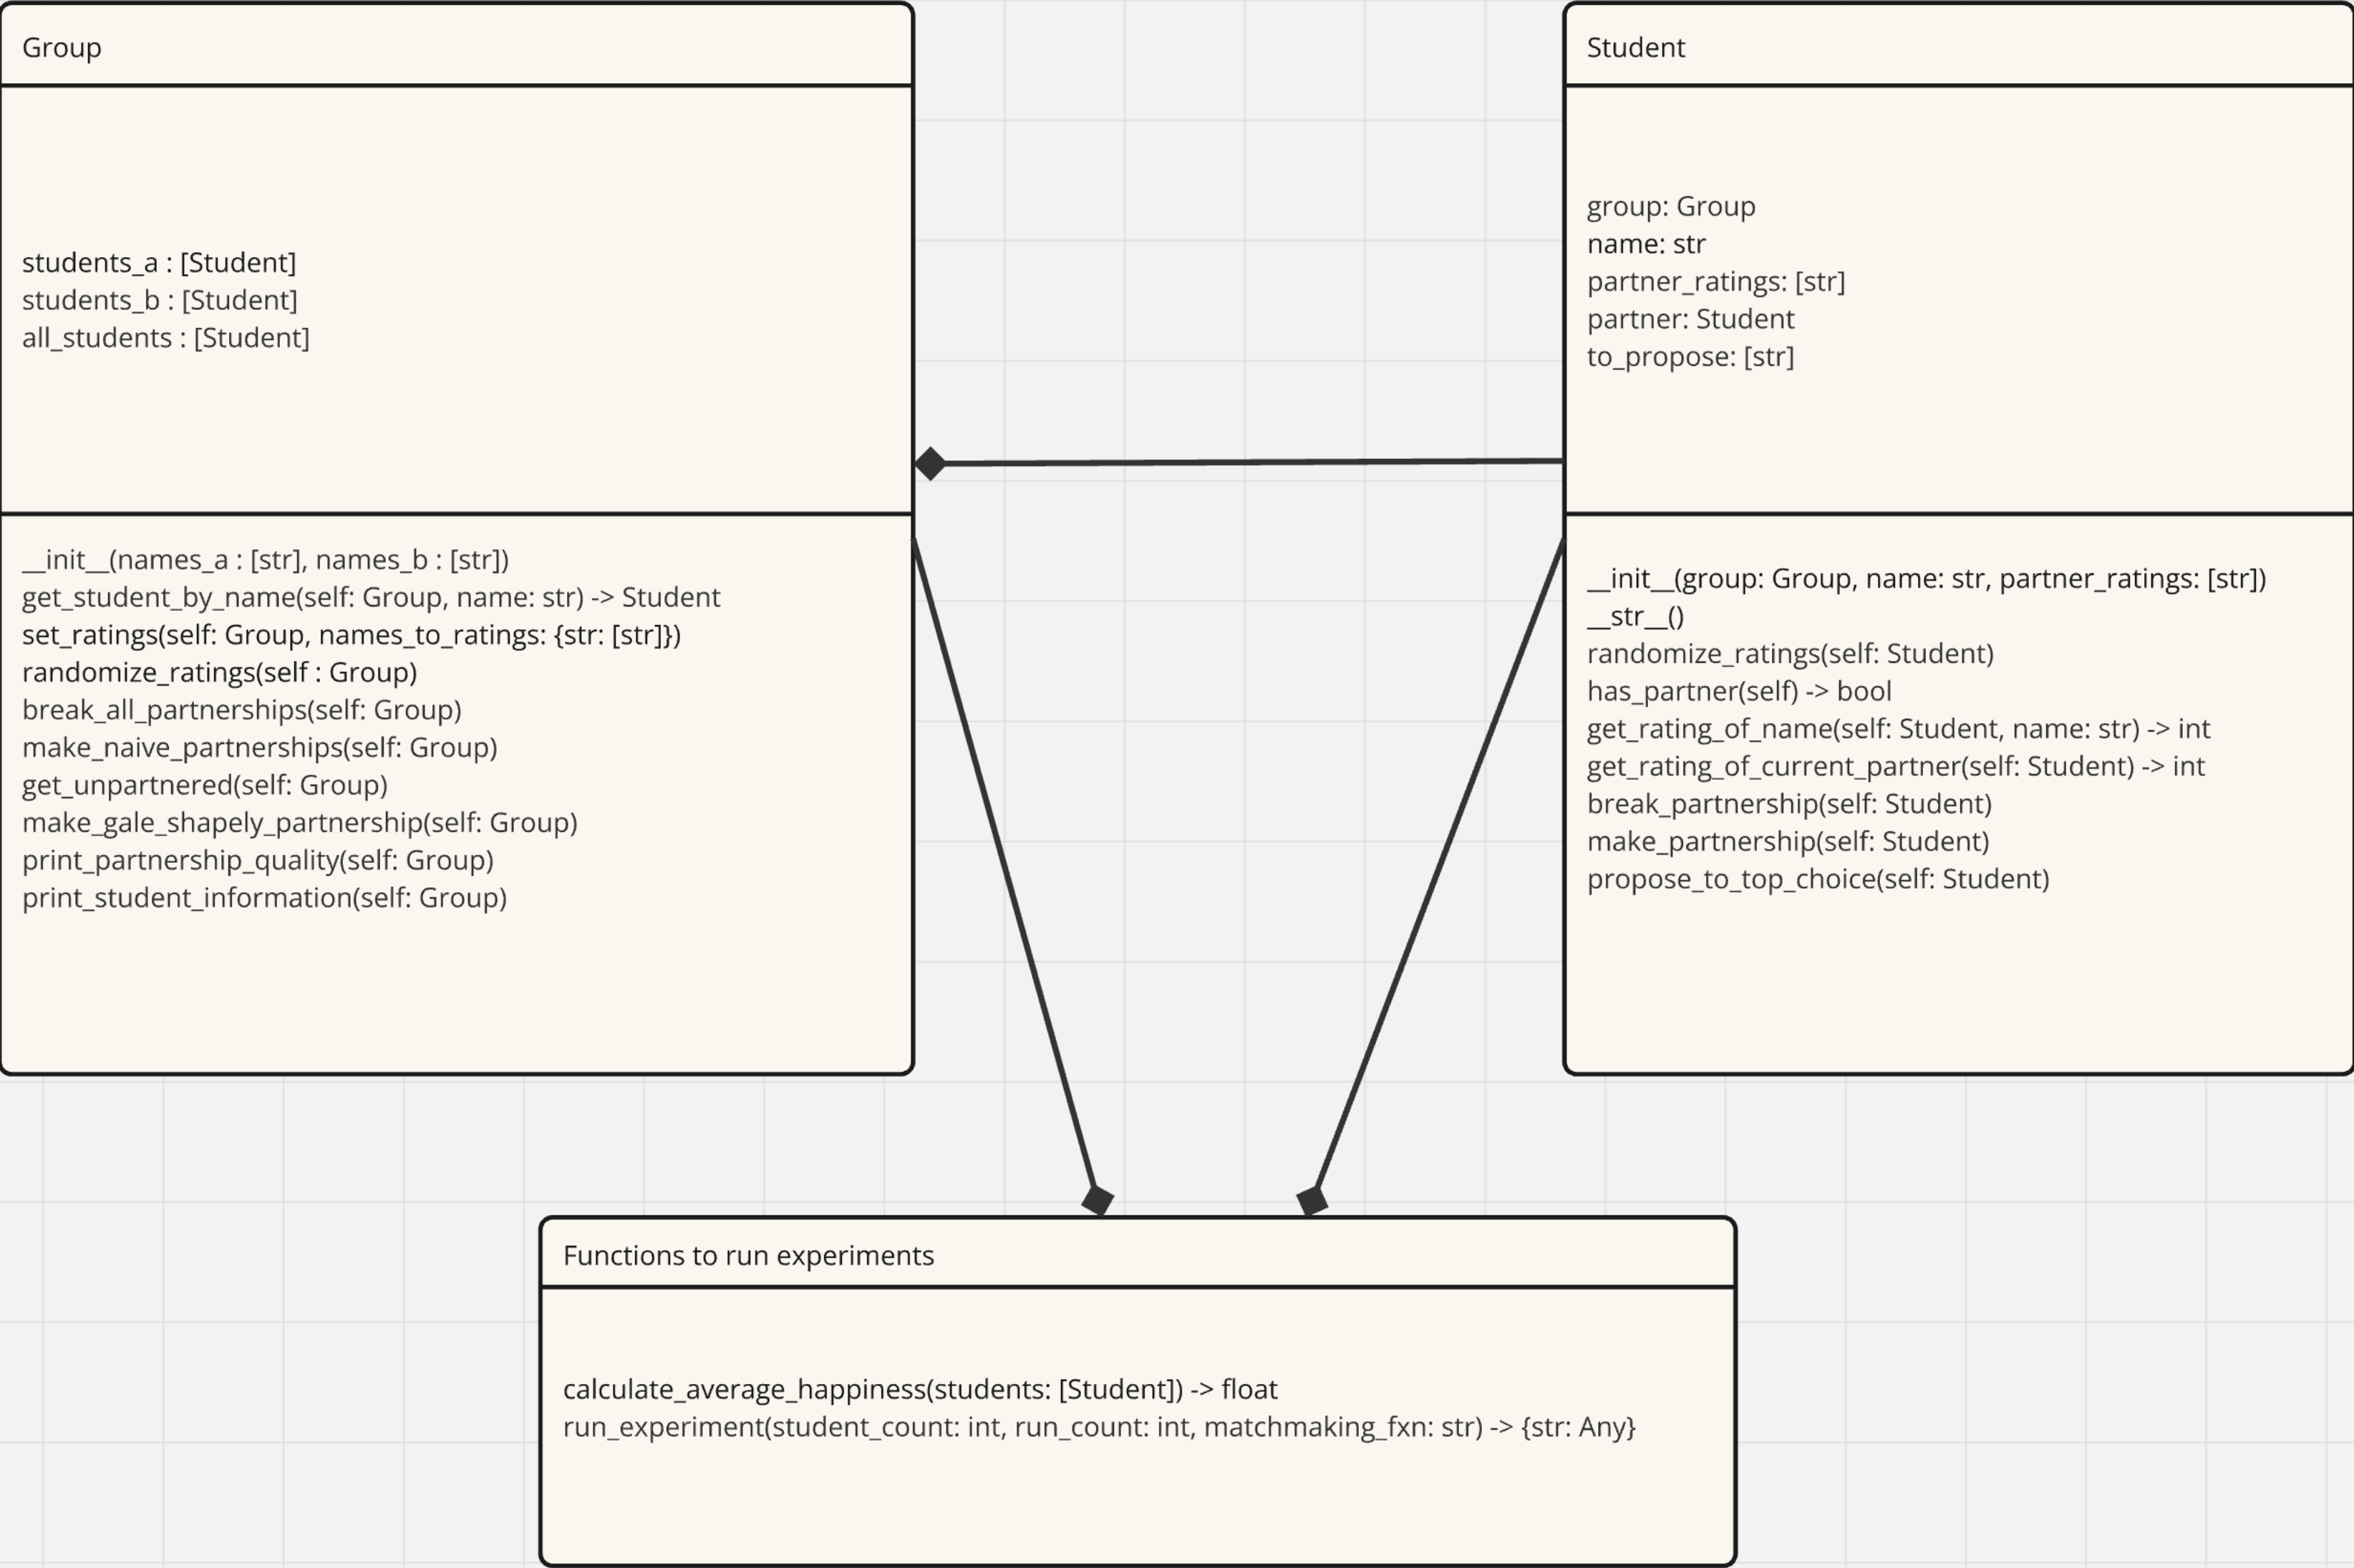 Group
students_a : [Student]
students_b : [Student]
all_students : [Student]
__init__(names_a : [str], names_b : [str])
get_student_by_name(self: Group, name: str) -> Student
set_ratings(self: Group, names_to_ratings: {str: [str]})
randomize_ratings(self : Group)
break_all_partnerships(self: Group)
make_naive_partnerships(self: Group)
get_unpartnered(self: Group)
make_gale_shapely_partnership(self: Group)
print_partnership_quality(self: Group)
print_student_information(self: Group)
Student
group: Group
name: str
partner_ratings: [str]
partner: Student
to_propose: [str]
__init__(group: Group, name: str, partner_ratings: [str])
__str__()
randomize_ratings(self: Student)
has_partner(self) -> bool
get_rating_of_name(self: Student, name: str) -> int
get_rating_of_current_partner(self: Student) -> int
break_partnership(self: Student)
make_partnership(self: Student)
propose_to_top_choice(self: Student)
Functions to run experiments
calculate_average_happiness(students: [Student]) -> float
run_experiment(student_count: int, run_count: int, matchmaking_fxn: str) -> {str: Any}